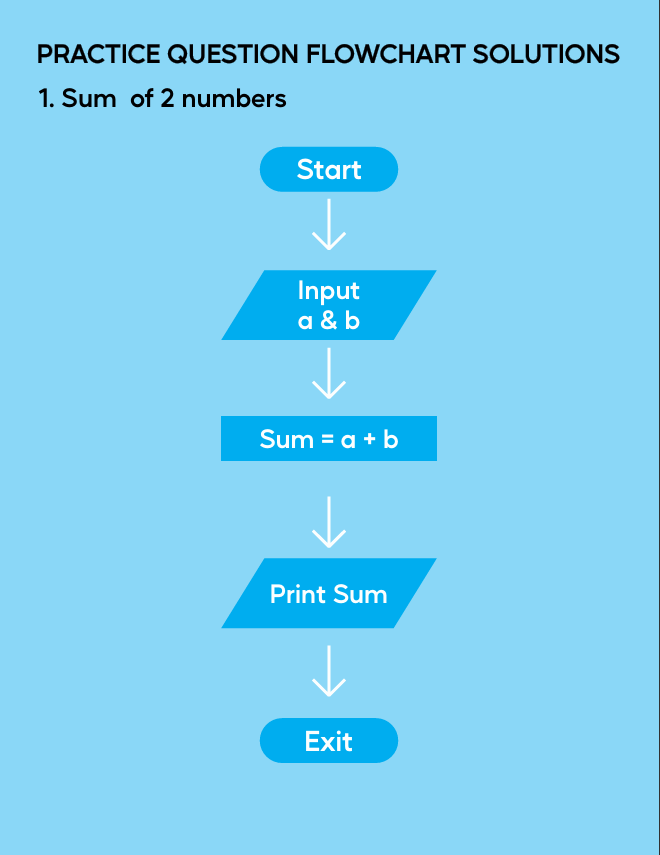 PRACTICE QUESTION FLOWCHART SOLUTIONS
1. Sum  of 2 numbers
Start
Input
a & b
Sum = a + b
Print Sum
Exit